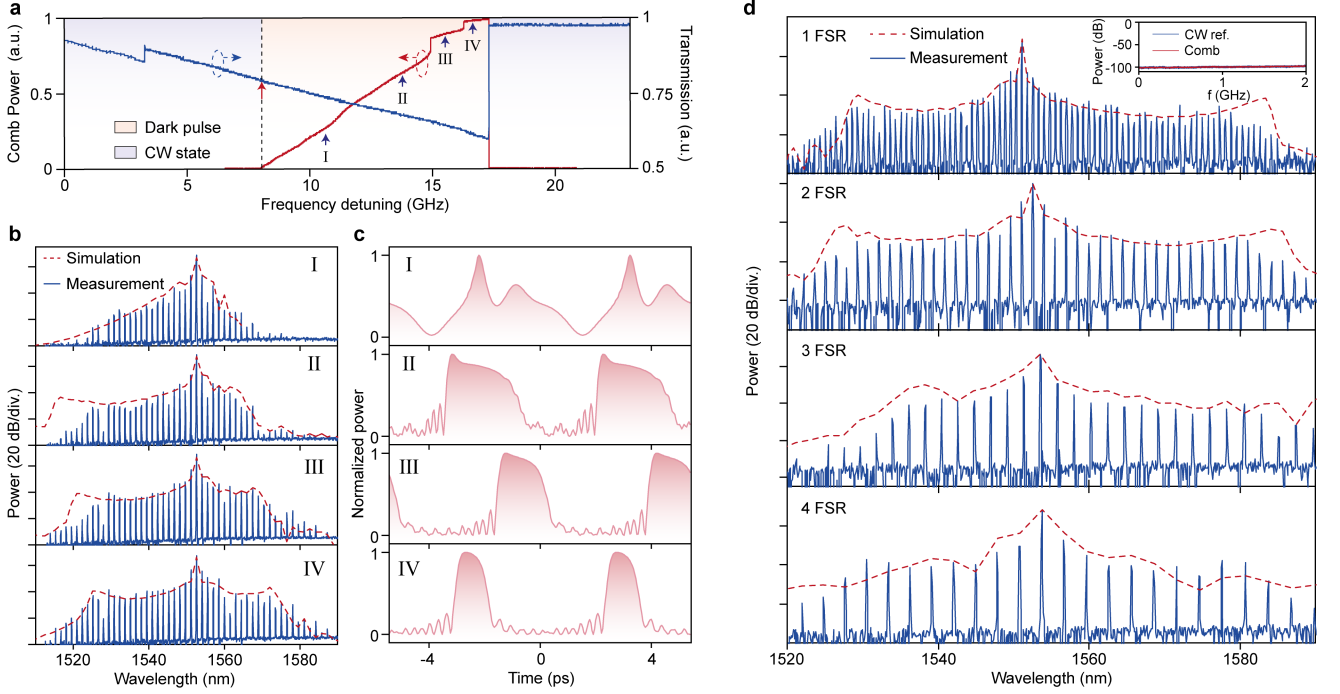 a
Comb Power (a.u.)
1
0.5
0
1
0.75
0.5
Transmission (a.u.)
I
II
III
IV
Dark pulse
CW state
0
5
10
15
20
Frequency detuning (GHz)
b
Simulation
Measurement
I
II
III
IV
Power (20 dB/div.)
1520
1540
1560
1580
Wavelength (nm)
c
Normalized power
1
I
0
1
II
0
1
III
0
1
IV
0
-4
0
4
Time (ps)
d
1 FSR
Simulation
Measurement
Power (dB)
0
-50
-100
CW ref.
Comb
0
1
2
f (GHz)
2 FSR
3 FSR
4 FSR
Power (20 dB/div.)
1520
1540
1560
1580
Wavelength (nm)